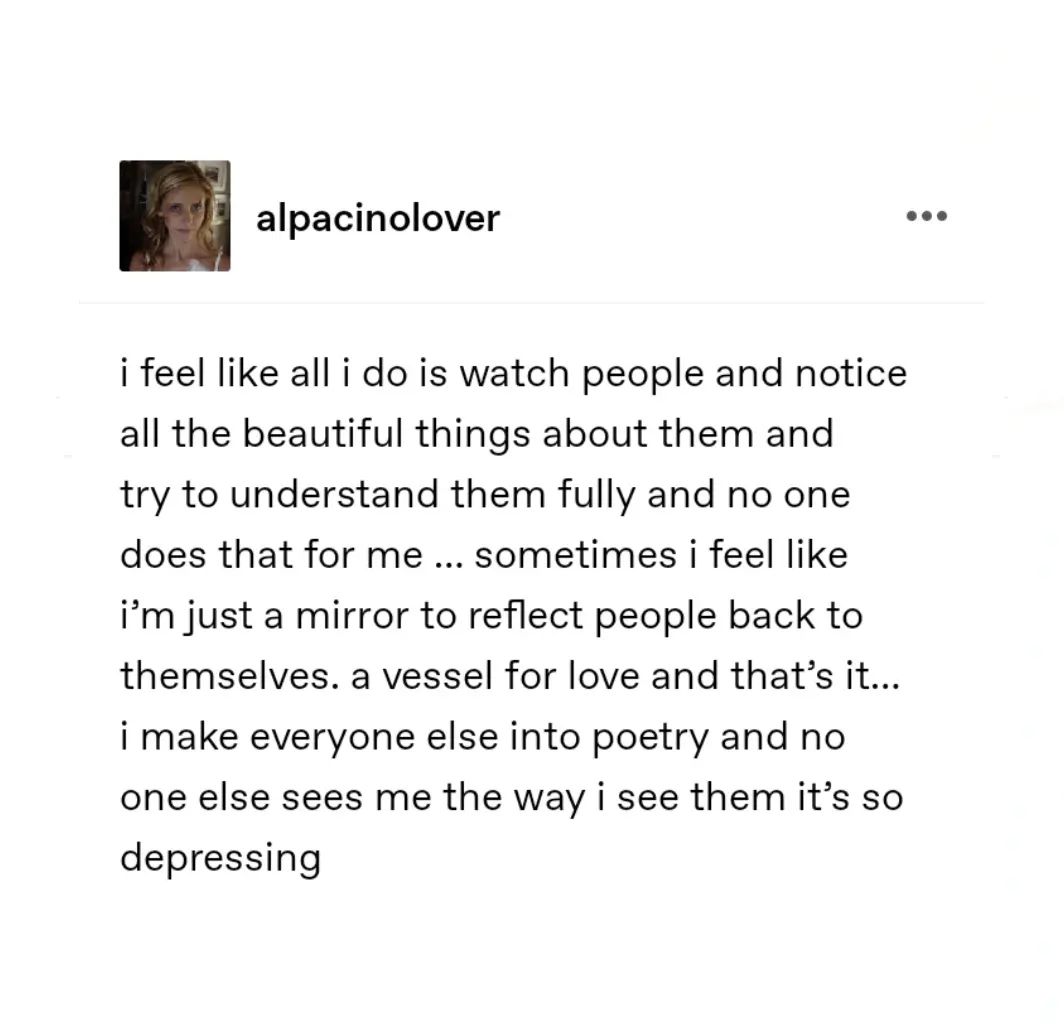 alpacinolover
i feel like all i do is watch people and notice
all the beautiful things about them and
try to understand them fully and no one
does that for me ... sometimes i feel like
i’m just a mirror to reflect people back to
themselves. a vessel for love and that’s it...
i make everyone else into poetry and no
one else sees me the way i see them it’s so
depressing